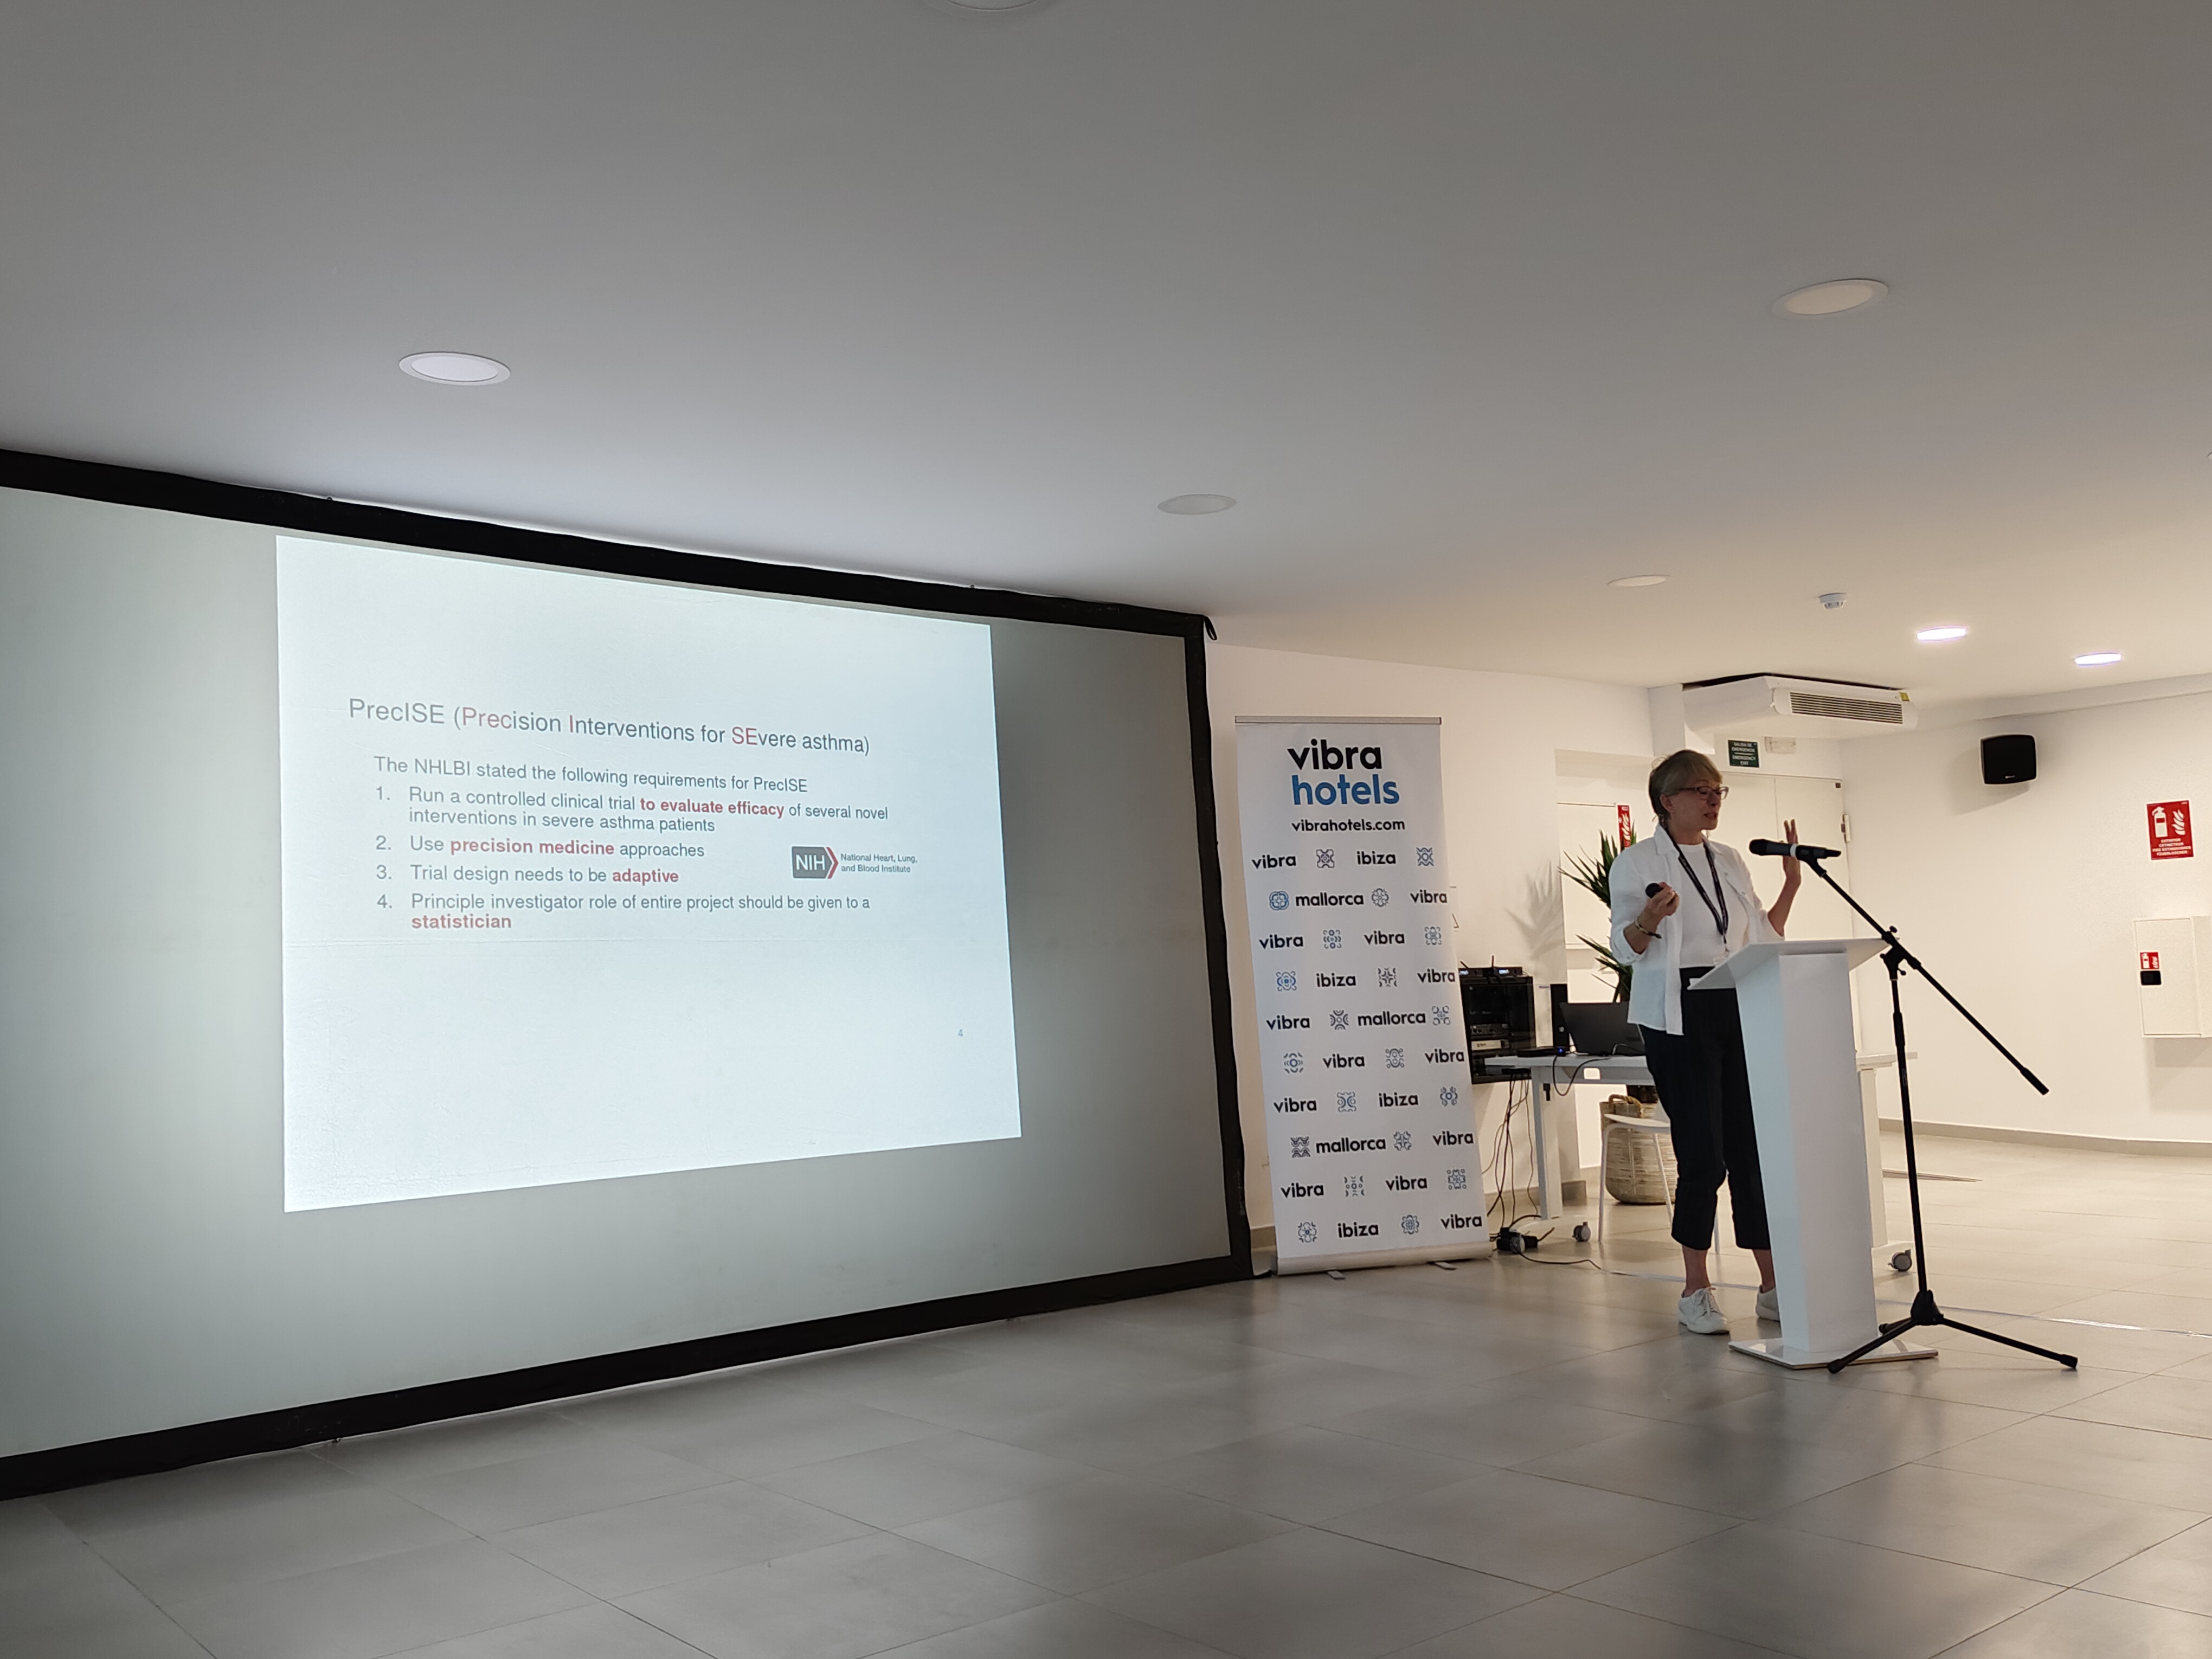 PrecISE (Precision Interventions for SEvere asthma)
The NHLBI stated the following requirements for PrecISE
1. Run a controlled clinical trial to evaluate efficacy of several novel
interventions in severe asthma patients
2. Use precision medicine approaches
3. Trial design needs to be adaptive
4. Principle investigator role of entire project should be given to a
statistician
NIH National Heart, Lung,
and Blood Institute
4
vibra
hotels
vibrahotels.com
vibra ibiza
mallorca vibra
vibra vibra
ibiza vibra
vibra mallorca
vibra vibra
vibra ibiza
mallorca vibra
vibra vibra
ibiza vibra